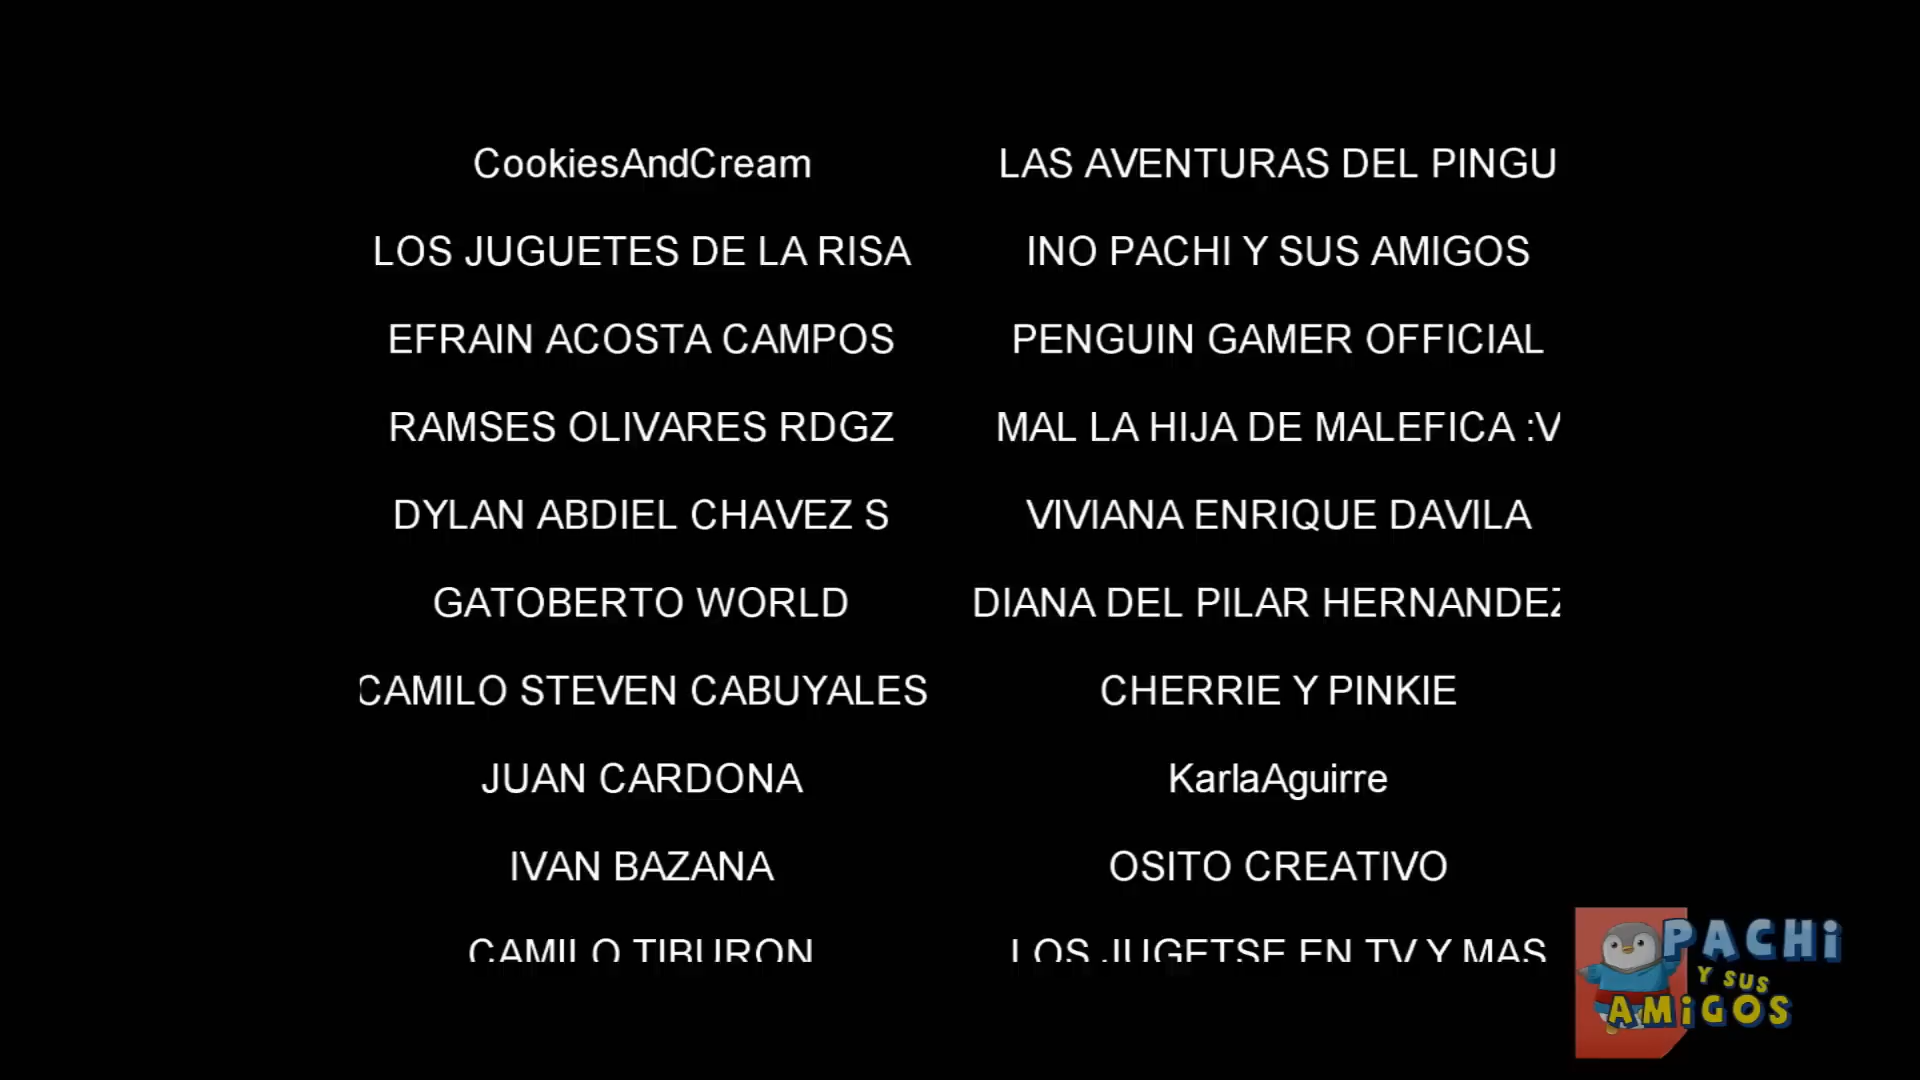 CookiesAndCream
LOS JUGUETES DE LA RISA
EFRAIN ACOSTA CAMPOS
RAMSES OLIVARES RDGZ
DYLAN ABDIEL CHAVEZ S
GATOBERTO WORLD
CAMILO STEVEN CABUYALES
JUAN CARDONA
IVAN BAZANA
CAMILO TIBURON
LAS AVENTURAS DEL PINGU
INO PACHI Y SUS AMIGOS
PENGUIN GAMER OFFICIAL
MAL LA HIJA DE MALEFICA :V
VIVIANA ENRIQUE DAVILA
DIANA DEL PILAR HERNANDEZ
CHERRIE Y PINKIE
KarlaAguirre
OSITO CREATIVO
LOS JUGETSE EN TV Y MAS
PACHi
Y SUS
AMiGOS